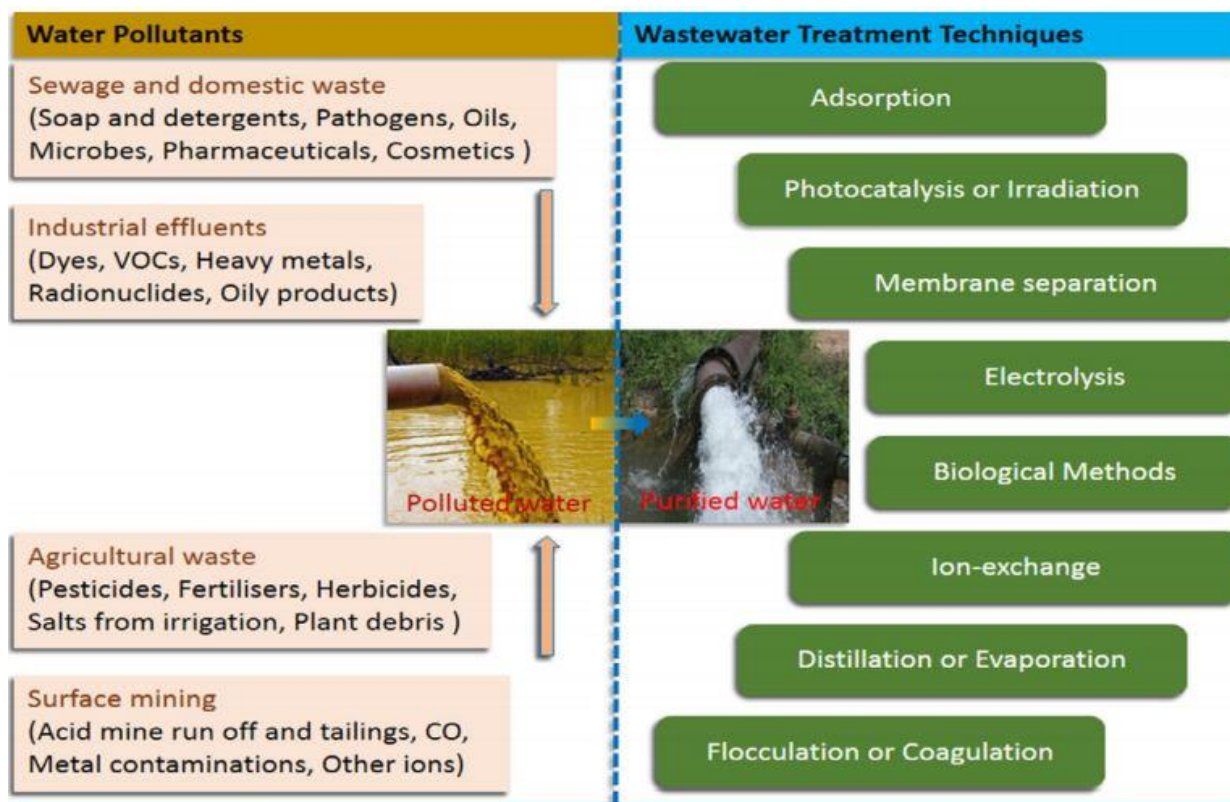 Water Pollutants
Sewage and domestic waste
(Soap and detergents, Pathogens, Oils,
Microbes, Pharmaceuticals, Cosmetics )
Industrial effluents
(Dyes, VOCs, Heavy metals,
Radionuclides, Oily products)
Polluted water
Agricultural waste
(Pesticides, Fertilisers, Herbicides,
Salts from irrigation, Plant debris )
Surface mining
(Acid mine run off and tailings, CO,
Metal contaminations, Other ions)
Wastewater Treatment Techniques
Adsorption
Photocatalysis or Irradiation
Membrane separation
Purified water
Electrolysis
Biological Methods
Ion-exchange
Distillation or Evaporation
Flocculation or Coagulation